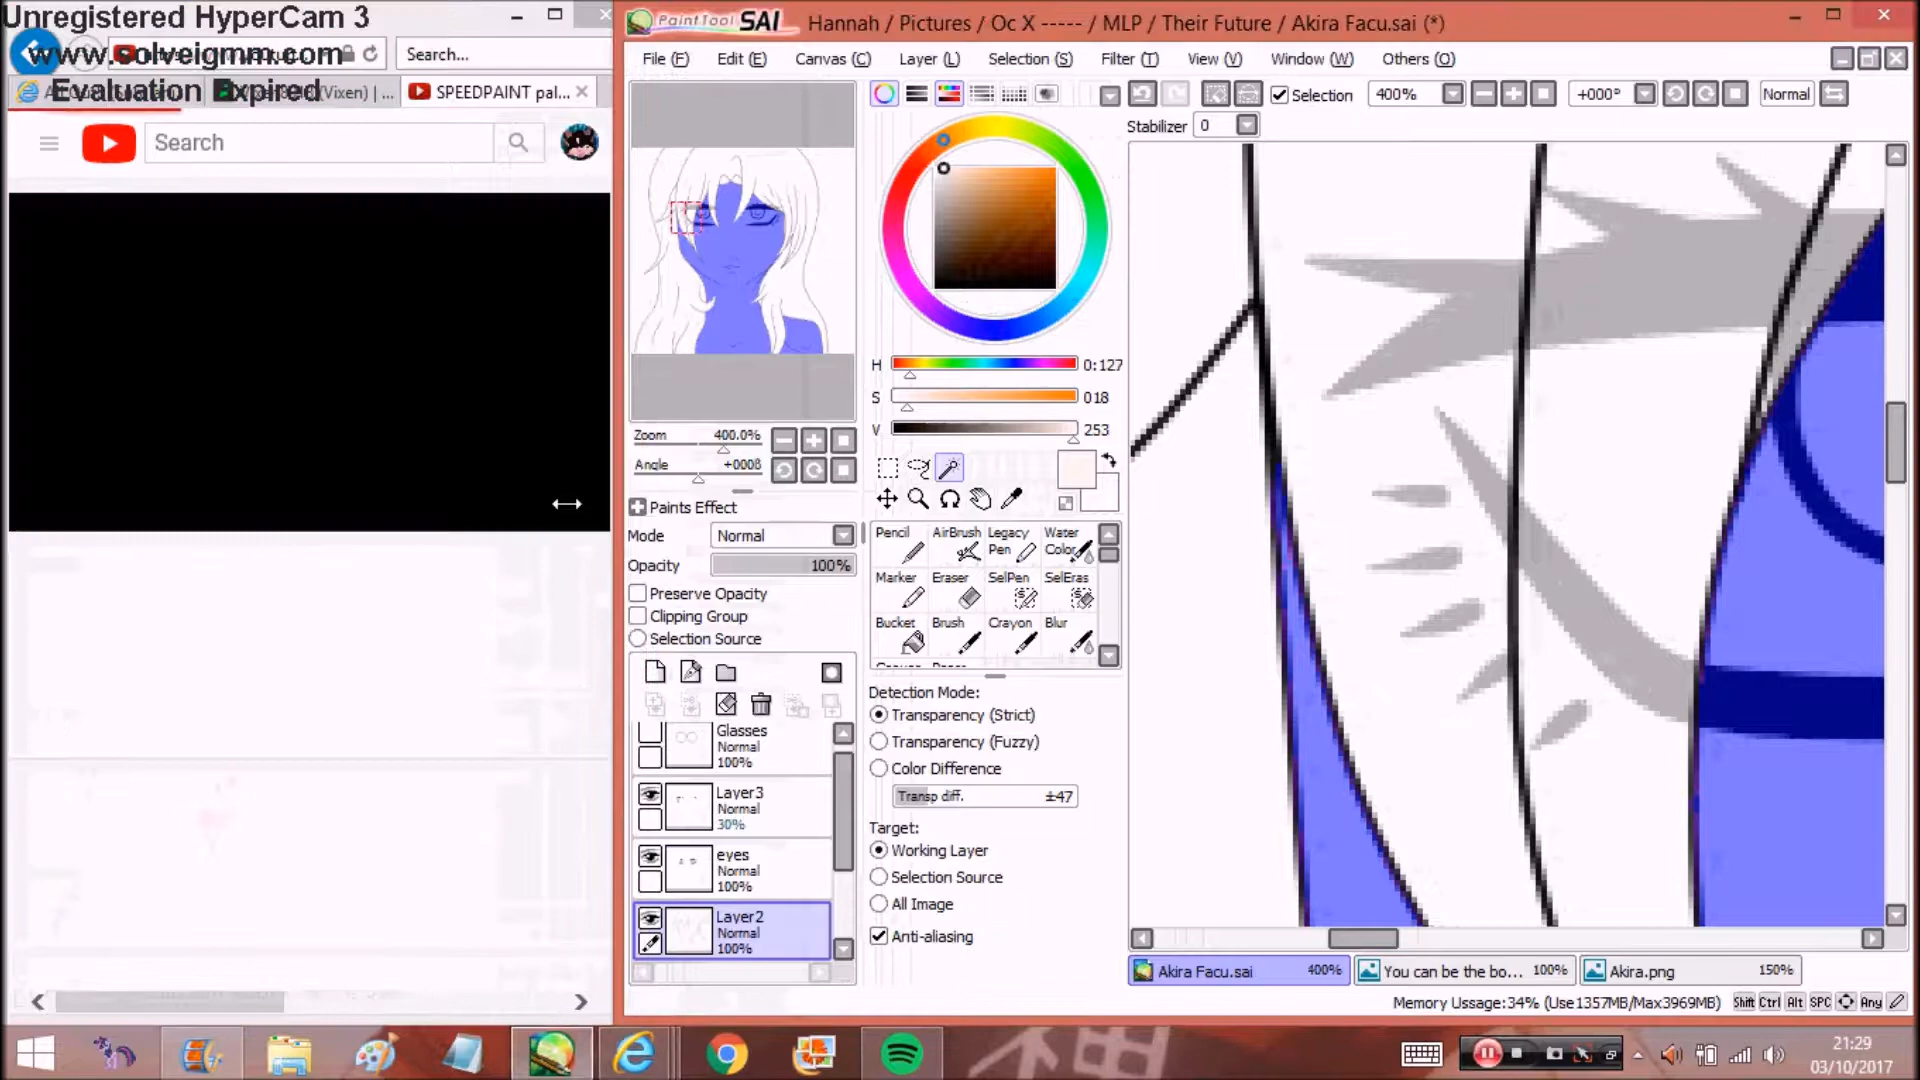 Unregistered HyperCam 3
www.solveigmm.com
Evaluation Expired
Search...
(Vixen) | ...
SPEEDPAINT pal...
Search
PaintTool SAI
Hannah / Pictures / Oc X ----- / MLP / Their Future / Akira Facu.sai (*)
File (F)
Edit (E)
Canvas (C)
Layer (L)
Selection (S)
Filter (T)
View (V)
Window (W)
Others (O)
Selection
400%
+000°
Normal
Stabilizer 0
H 0:127
S 018
V 253
Zoom 400.0%
Angle +000ß
Paints Effect
Mode Normal
Opacity 100%
Preserve Opacity
Clipping Group
Selection Source
Pencil
AirBrush
Legacy Pen
Water Color
Marker
Eraser
SelPen
SelEras
Bucket
Brush
Crayon
Blur
Glasses
Normal
100%
Layer3
Normal
30%
eyes
Normal
100%
Layer2
Normal
100%
Detection Mode:
Transparency (Strict)
Transparency (Fuzzy)
Color Difference
Transp diff. ±47
Target:
Working Layer
Selection Source
All Image
Anti-aliasing
Akira Facu.sai 400%
You can be the bo... 100%
Akira.png 150%
Memory Ussage:34% (Use1357MB/Max3969MB)
Shift Ctrl Alt SPC Any
21:29
03/10/2017